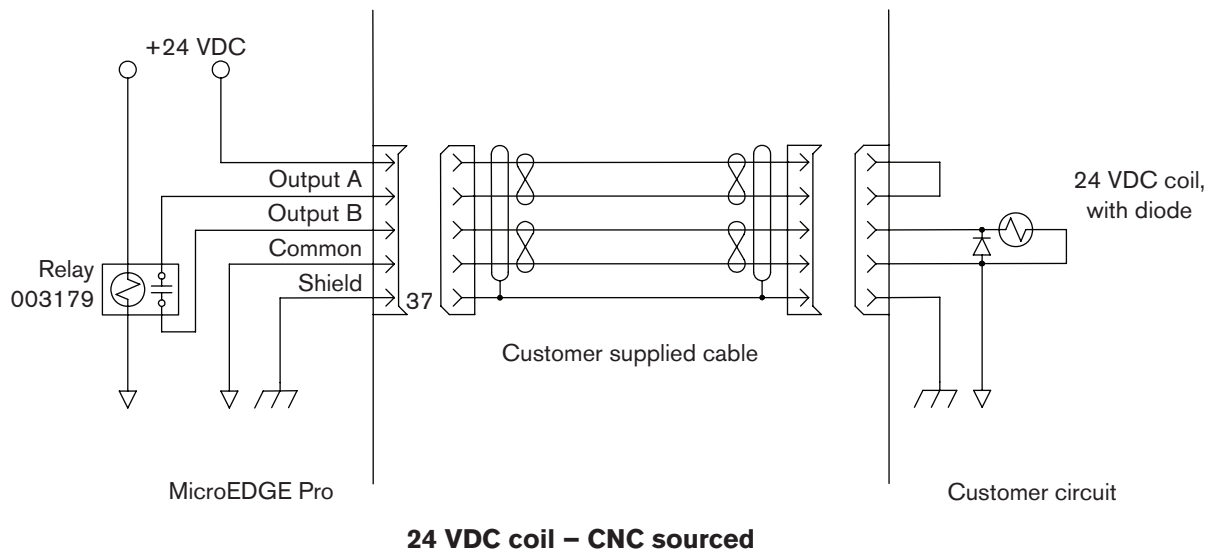 +24 VDC
Output A
Output B
Common
Shield
Relay
003179
37
Customer supplied cable
24 VDC coil,
with diode
MicroEDGE Pro
Customer circuit
24 VDC coil – CNC sourced